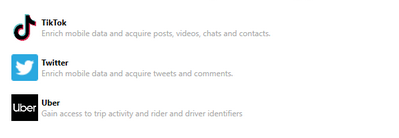 TikTok
Enrich mobile data and acquire posts, videos, chats and contacts.
Twitter
Enrich mobile data and acquire tweets and comments.
Uber
Uber
Gain access to trip activity and rider and driver identifiers